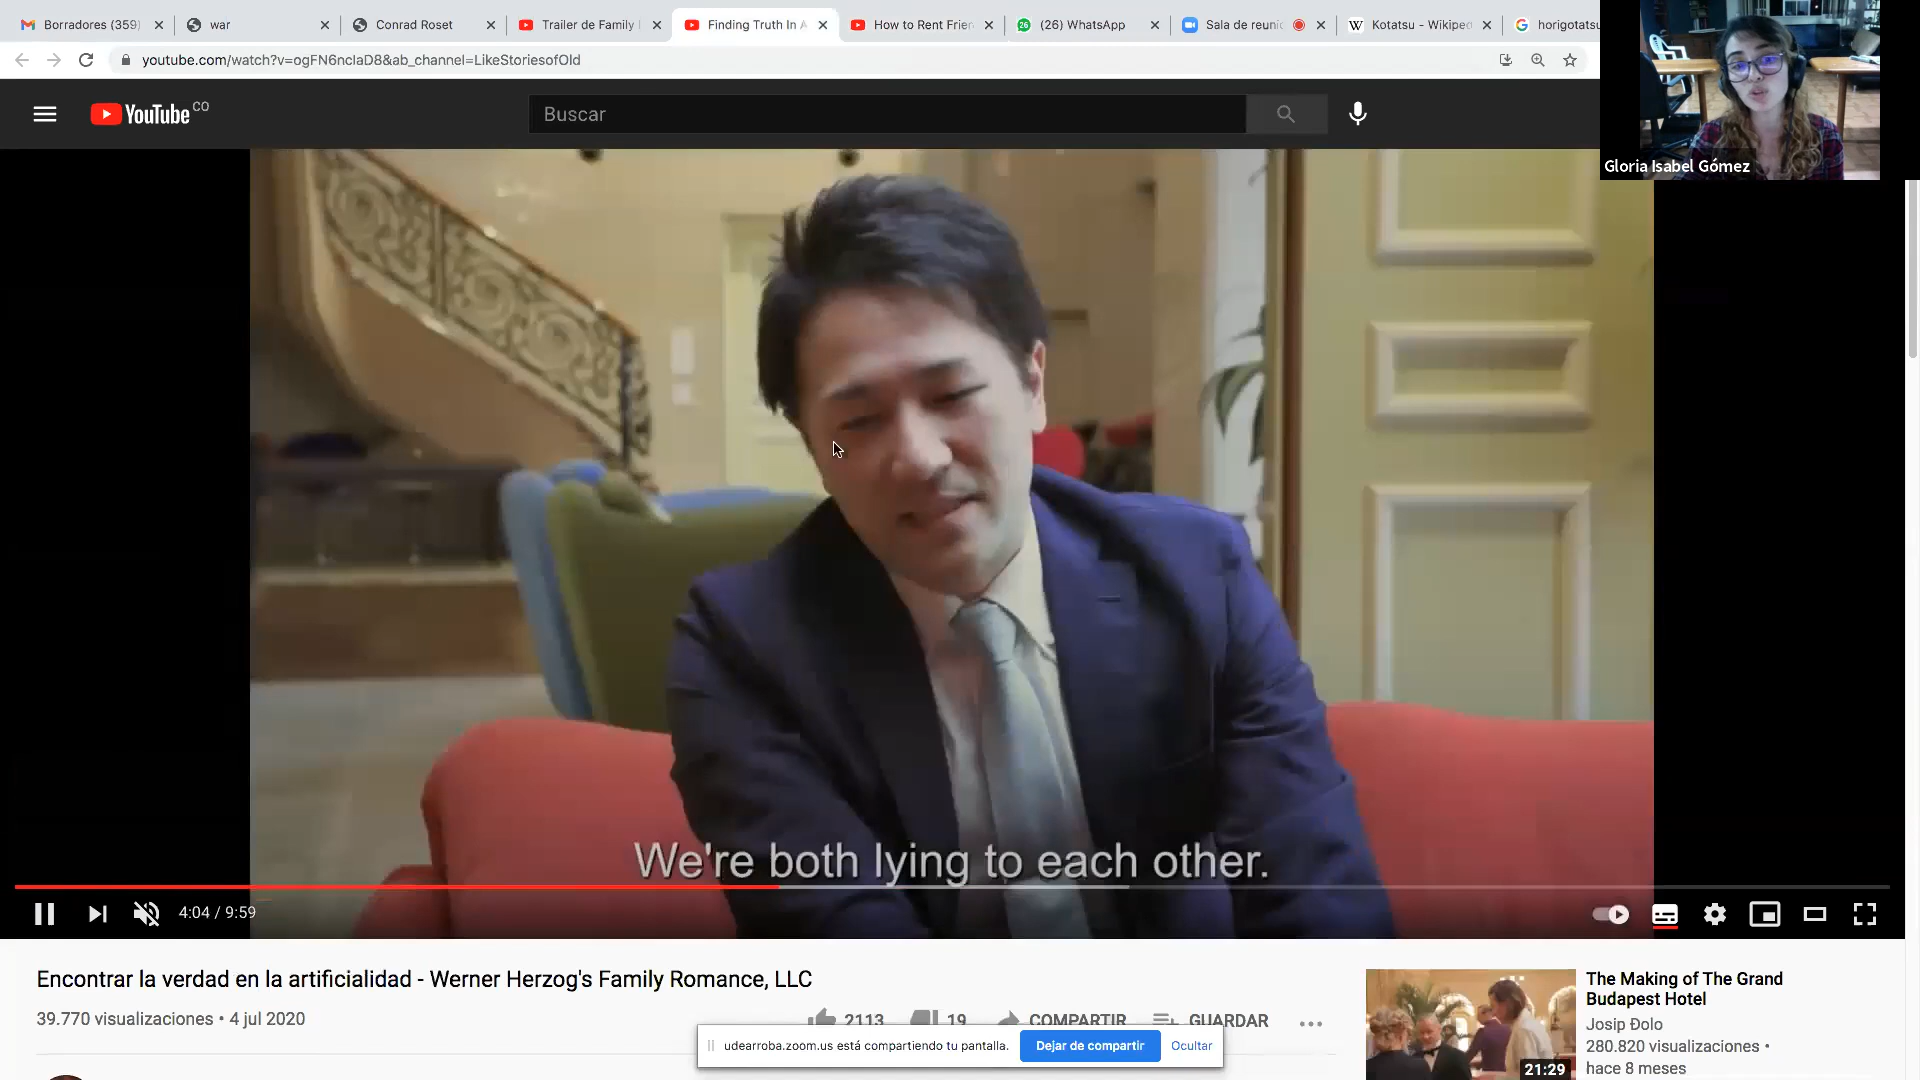 Borradores (359)
war
Conrad Roset
Trailer de Family
Finding Truth In A
How to Rent Frien
(26) WhatsApp
Sala de reunio
Kotatsu - Wikiped
horigotatsu
youtube.com/watch?v=ogFN6ncIaD8&ab_channel=LikeStoriesofOld
YouTube CO
Buscar
Gloria Isabel Gómez
We're both lying to each other.
4:04 / 9:59
Encontrar la verdad en la artificialidad - Werner Herzog's Family Romance, LLC
39.770 visualizaciones • 4 jul 2020
2113
19
COMPARTIR
GUARDAR
udearroba.zoom.us está compartiendo tu pantalla.
Dejar de compartir
Ocultar
The Making of The Grand
Budapest Hotel
Josip Đolo
280.820 visualizaciones •
hace 8 meses
21:29